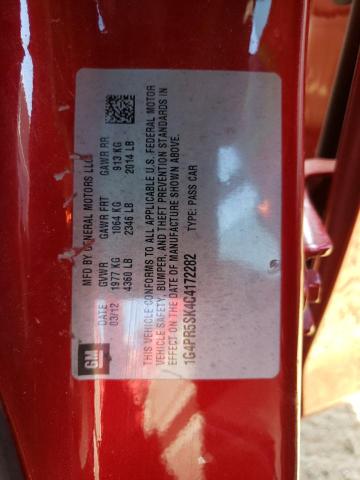 GM
MFD BY GENERAL MOTORS LLC
DATE GVWR GAWR FRT GAWR RR
03/12 1977 KG 1064 KG 913 KG
4360 LB 2346 LB 2014 LB
THIS VEHICLE CONFORMS TO ALL APPLICABLE U.S. FEDERAL MOTOR
VEHICLE SAFETY, BUMPER, AND THEFT PREVENTION STANDARDS IN
EFFECT ON THE DATE OF MANUFACTURE SHOWN ABOVE.
1G4PR5SK4C4172282 TYPE: PASS CAR